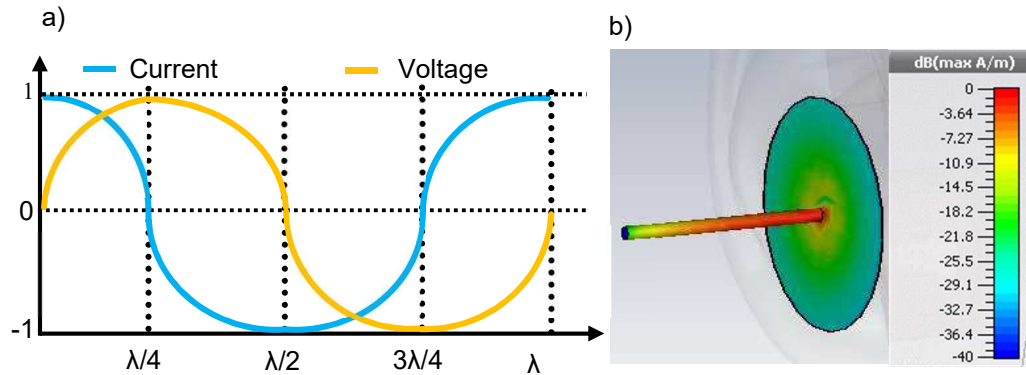 a)
Current
Voltage
1
0
-1
λ/4
λ/2
3λ/4
λ
b)
dB(max A/m)
0
-3.64
-7.27
-10.9
-14.5
-18.2
-21.8
-25.5
-29.1
-32.7
-36.4
-40